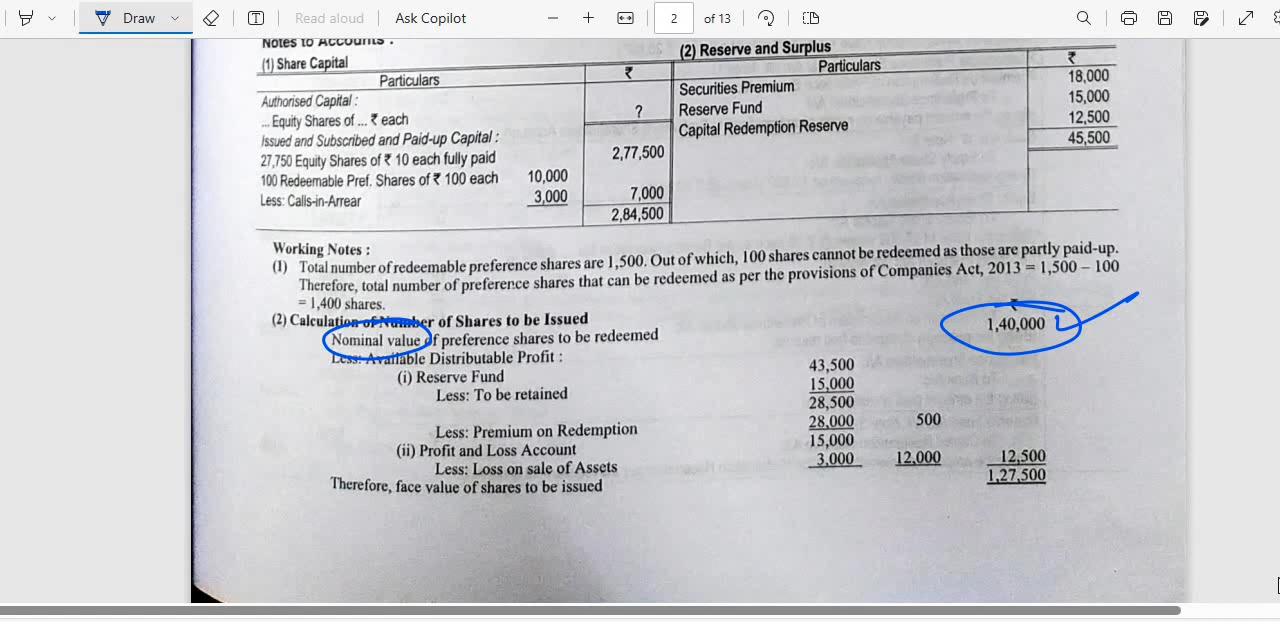 Draw
Read aloud
Ask Copilot
2
of 13
Notes to Accounts :
(1) Share Capital
Particulars ₹
Authorised Capital :
... Equity Shares of ... ₹ each ?
Issued and Subscribed and Paid-up Capital :
27,750 Equity Shares of ₹ 10 each fully paid 2,77,500
100 Redeemable Pref. Shares of ₹ 100 each 10,000
Less: Calls-in-Arrear 3,000 7,000
2,84,500
(2) Reserve and Surplus
Particulars ₹
Securities Premium 18,000
Reserve Fund 15,000
Capital Redemption Reserve 12,500
45,500
Working Notes :
(1) Total number of redeemable preference shares are 1,500. Out of which, 100 shares cannot be redeemed as those are partly paid-up.
Therefore, total number of preference shares that can be redeemed as per the provisions of Companies Act, 2013 = 1,500 – 100
= 1,400 shares.
(2) Calculation of Number of Shares to be Issued ₹
Nominal value of preference shares to be redeemed 1,40,000
Less: Available Distributable Profit :
(i) Reserve Fund 43,500
Less: To be retained 15,000
28,500
Less: Premium on Redemption 28,000 500
(ii) Profit and Loss Account 15,000
Less: Loss on sale of Assets 3,000 12,000 12,500
Therefore, face value of shares to be issued 1,27,500